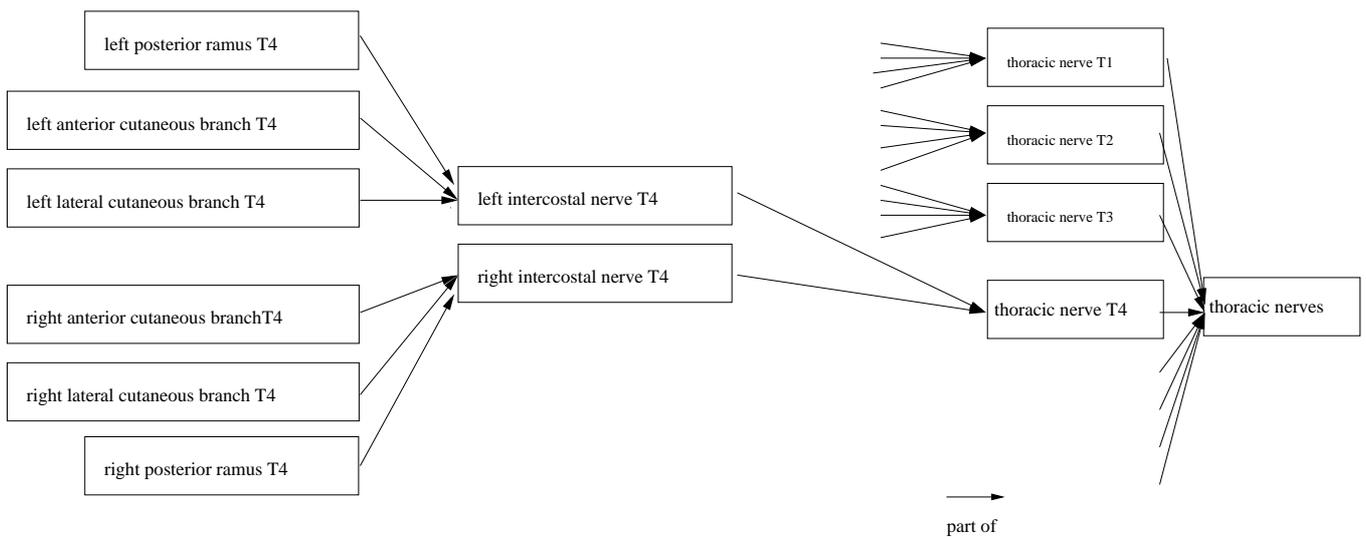 left posterior ramus T4
left anterior cutaneous branch T4
left lateral cutaneous branch T4
right anterior cutaneous branchT4
right lateral cutaneous branch T4
right posterior ramus T4
left intercostal nerve T4
right intercostal nerve T4
thoracic nerve T1
thoracic nerve T2
thoracic nerve T3
thoracic nerve T4
thoracic nerves
part of